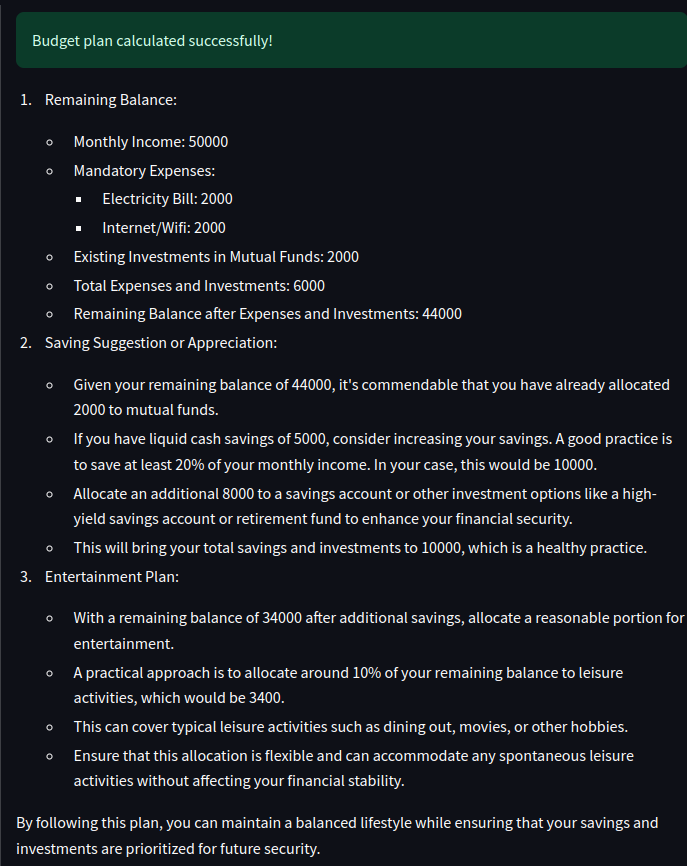 Budget plan calculated successfully!
1. Remaining Balance:
Monthly Income: 50000
Mandatory Expenses:
Electricity Bill: 2000
Internet/Wifi: 2000
Existing Investments in Mutual Funds: 2000
Total Expenses and Investments: 6000
Remaining Balance after Expenses and Investments: 44000
2. Saving Suggestion or Appreciation:
Given your remaining balance of 44000, it's commendable that you have already allocated
2000 to mutual funds.
If you have liquid cash savings of 5000, consider increasing your savings. A good practice is
to save at least 20% of your monthly income. In your case, this would be 10000.
Allocate an additional 8000 to a savings account or other investment options like a high-
yield savings account or retirement fund to enhance your financial security.
This will bring your total savings and investments to 10000, which is a healthy practice.
3. Entertainment Plan:
With a remaining balance of 34000 after additional savings, allocate a reasonable portion for
entertainment.
A practical approach is to allocate around 10% of your remaining balance to leisure
activities, which would be 3400.
This can cover typical leisure activities such as dining out, movies, or other hobbies.
Ensure that this allocation is flexible and can accommodate any spontaneous leisure
activities without affecting your financial stability.
By following this plan, you can maintain a balanced lifestyle while ensuring that your savings and
investments are prioritized for future security.